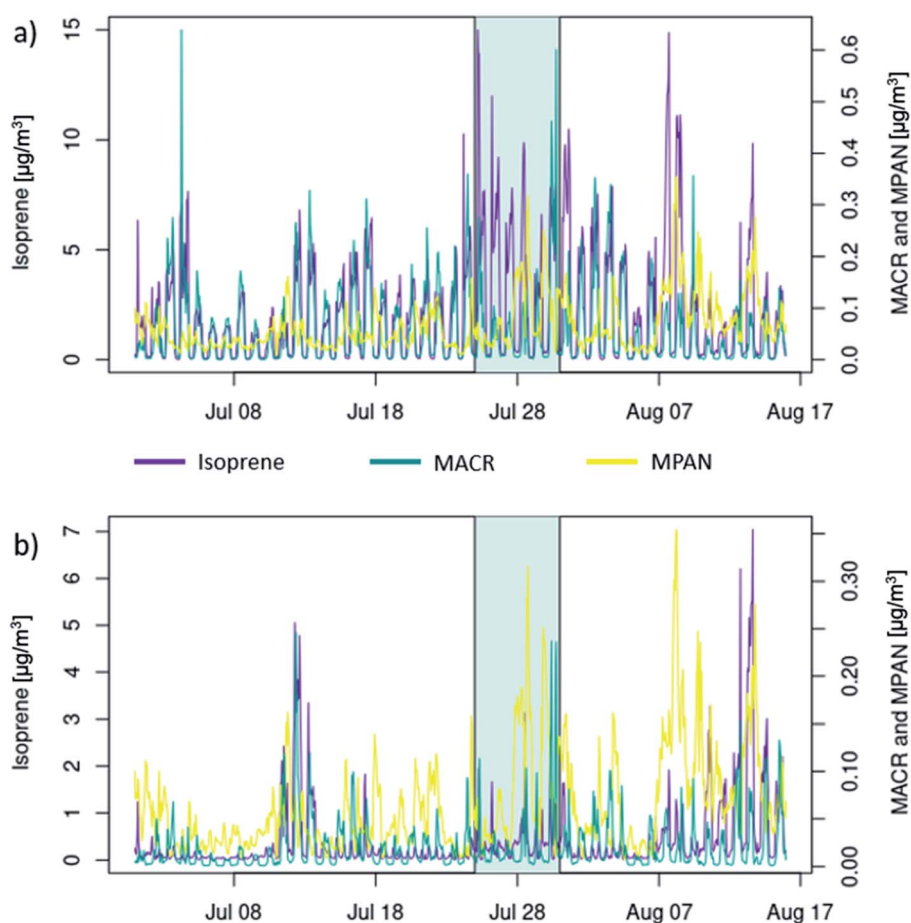 a)
Isoprene [µg/m³]
15
10
5
0
0.6
0.5
0.4
0.3
0.2
0.1
0.0
MACR and MPAN [µg/m³]
Jul 08 Jul 18 Jul 28 Aug 07 Aug 17
Isoprene MACR MPAN
b)
Isoprene [µg/m³]
7
6
5
4
3
2
1
0
0.30
0.20
0.10
0.00
MACR and MPAN [µg/m³]
Jul 08 Jul 18 Jul 28 Aug 07 Aug 17